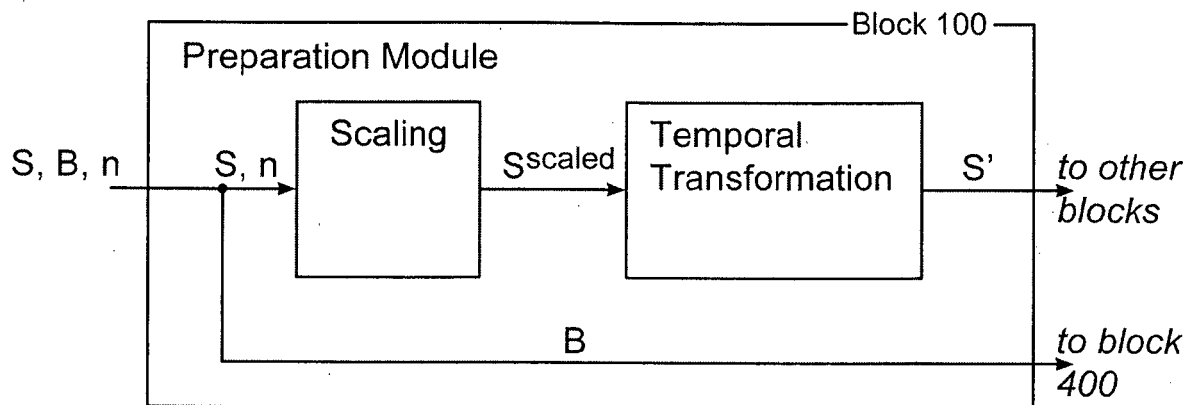 Block 100
Preparation Module
Scaling
Temporal
Transformation
S, B, n
S, n
Sscaled
S'
to other
blocks
B
to block
400